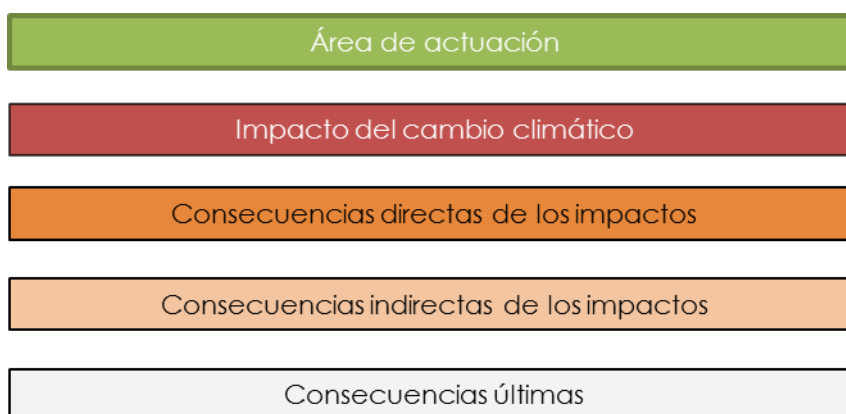 Área de actuación
Impacto del cambio climático
Consecuencias directas de los impactos
Consecuencias indirectas de los impactos
Consecuencias últimas